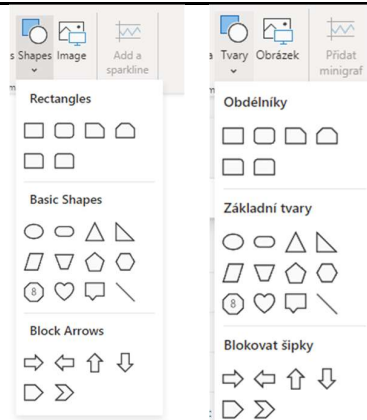 Shapes Image Add a
sparkline
Rectangles
Basic Shapes
8
Block Arrows
Tvary Obrázek Přidat
minigraf
Obdélníky
Základní tvary
8
Blokovat šipky